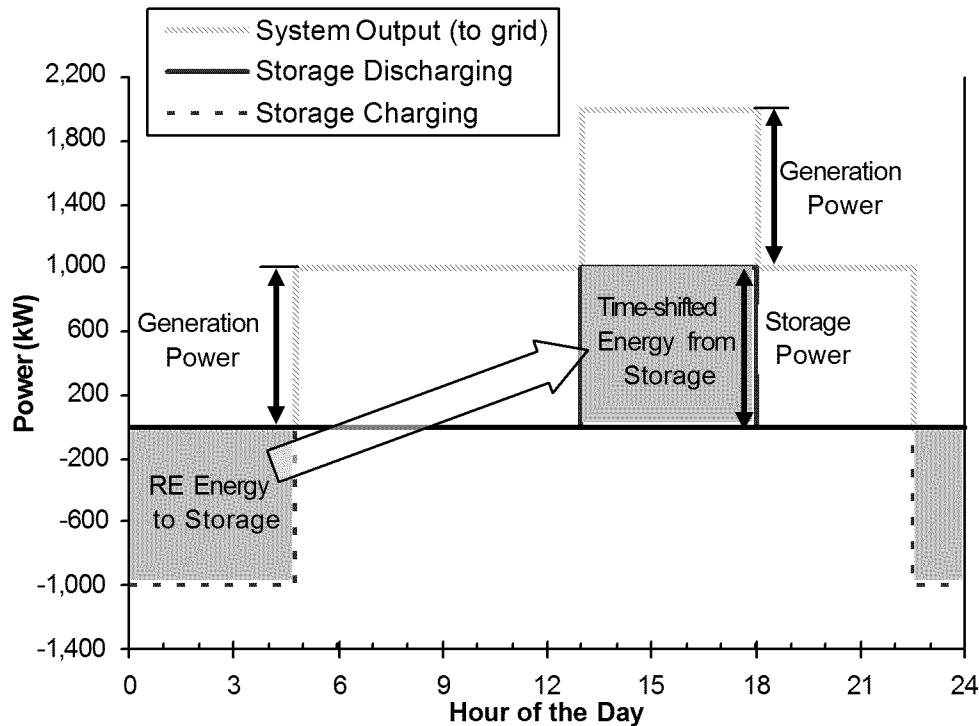 System Output (to grid)
Storage Discharging
Storage Charging
2,200
1,800
1,400
1,000
600
200
-200
-600
-1,000
-1,400
Power (kW)
Generation
Power
Generation
Power
Time-shifted
Energy from
Storage
Storage
Power
RE Energy
to Storage
0 3 6 9 12 15 18 21 24
Hour of the Day